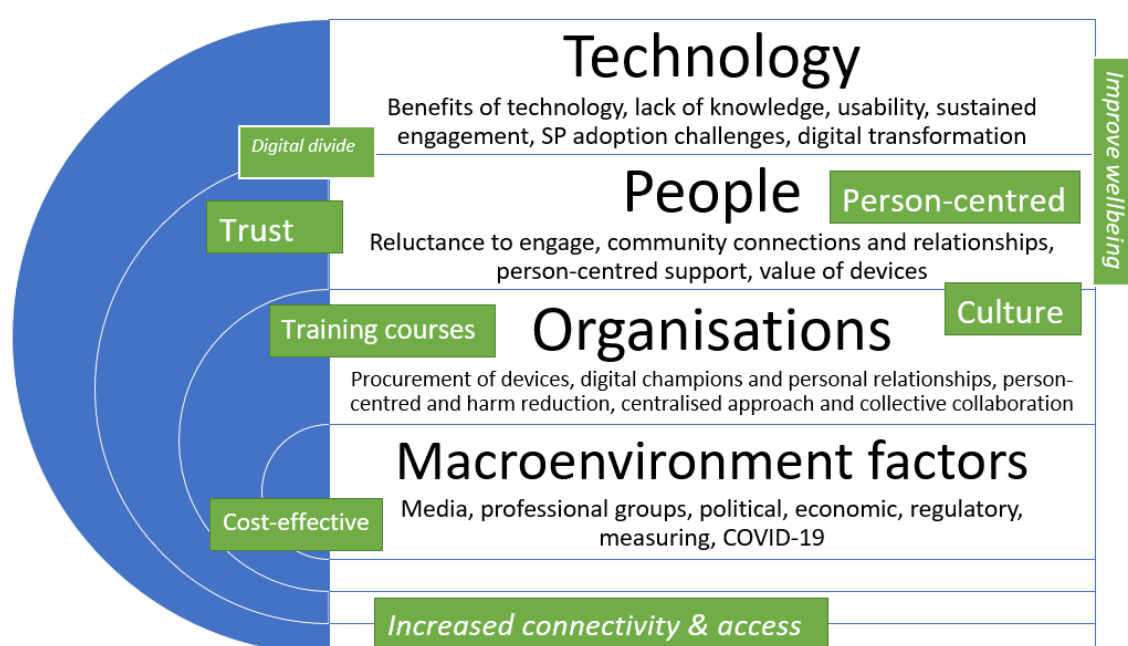 Technology
Benefits of technology, lack of knowledge, usability, sustained
engagement, SP adoption challenges, digital transformation
Improve wellbeing
Digital divide
People
Person-centred
Trust
Reluctance to engage, community connections and relationships,
person-centred support, value of devices
Culture
Training courses
Organisations
Procurement of devices, digital champions and personal relationships, person-
centred and harm reduction, centralised approach and collective collaboration
Macroenvironment factors
Cost-effective
Media, professional groups, political, economic, regulatory,
measuring, COVID-19
Increased connectivity & access